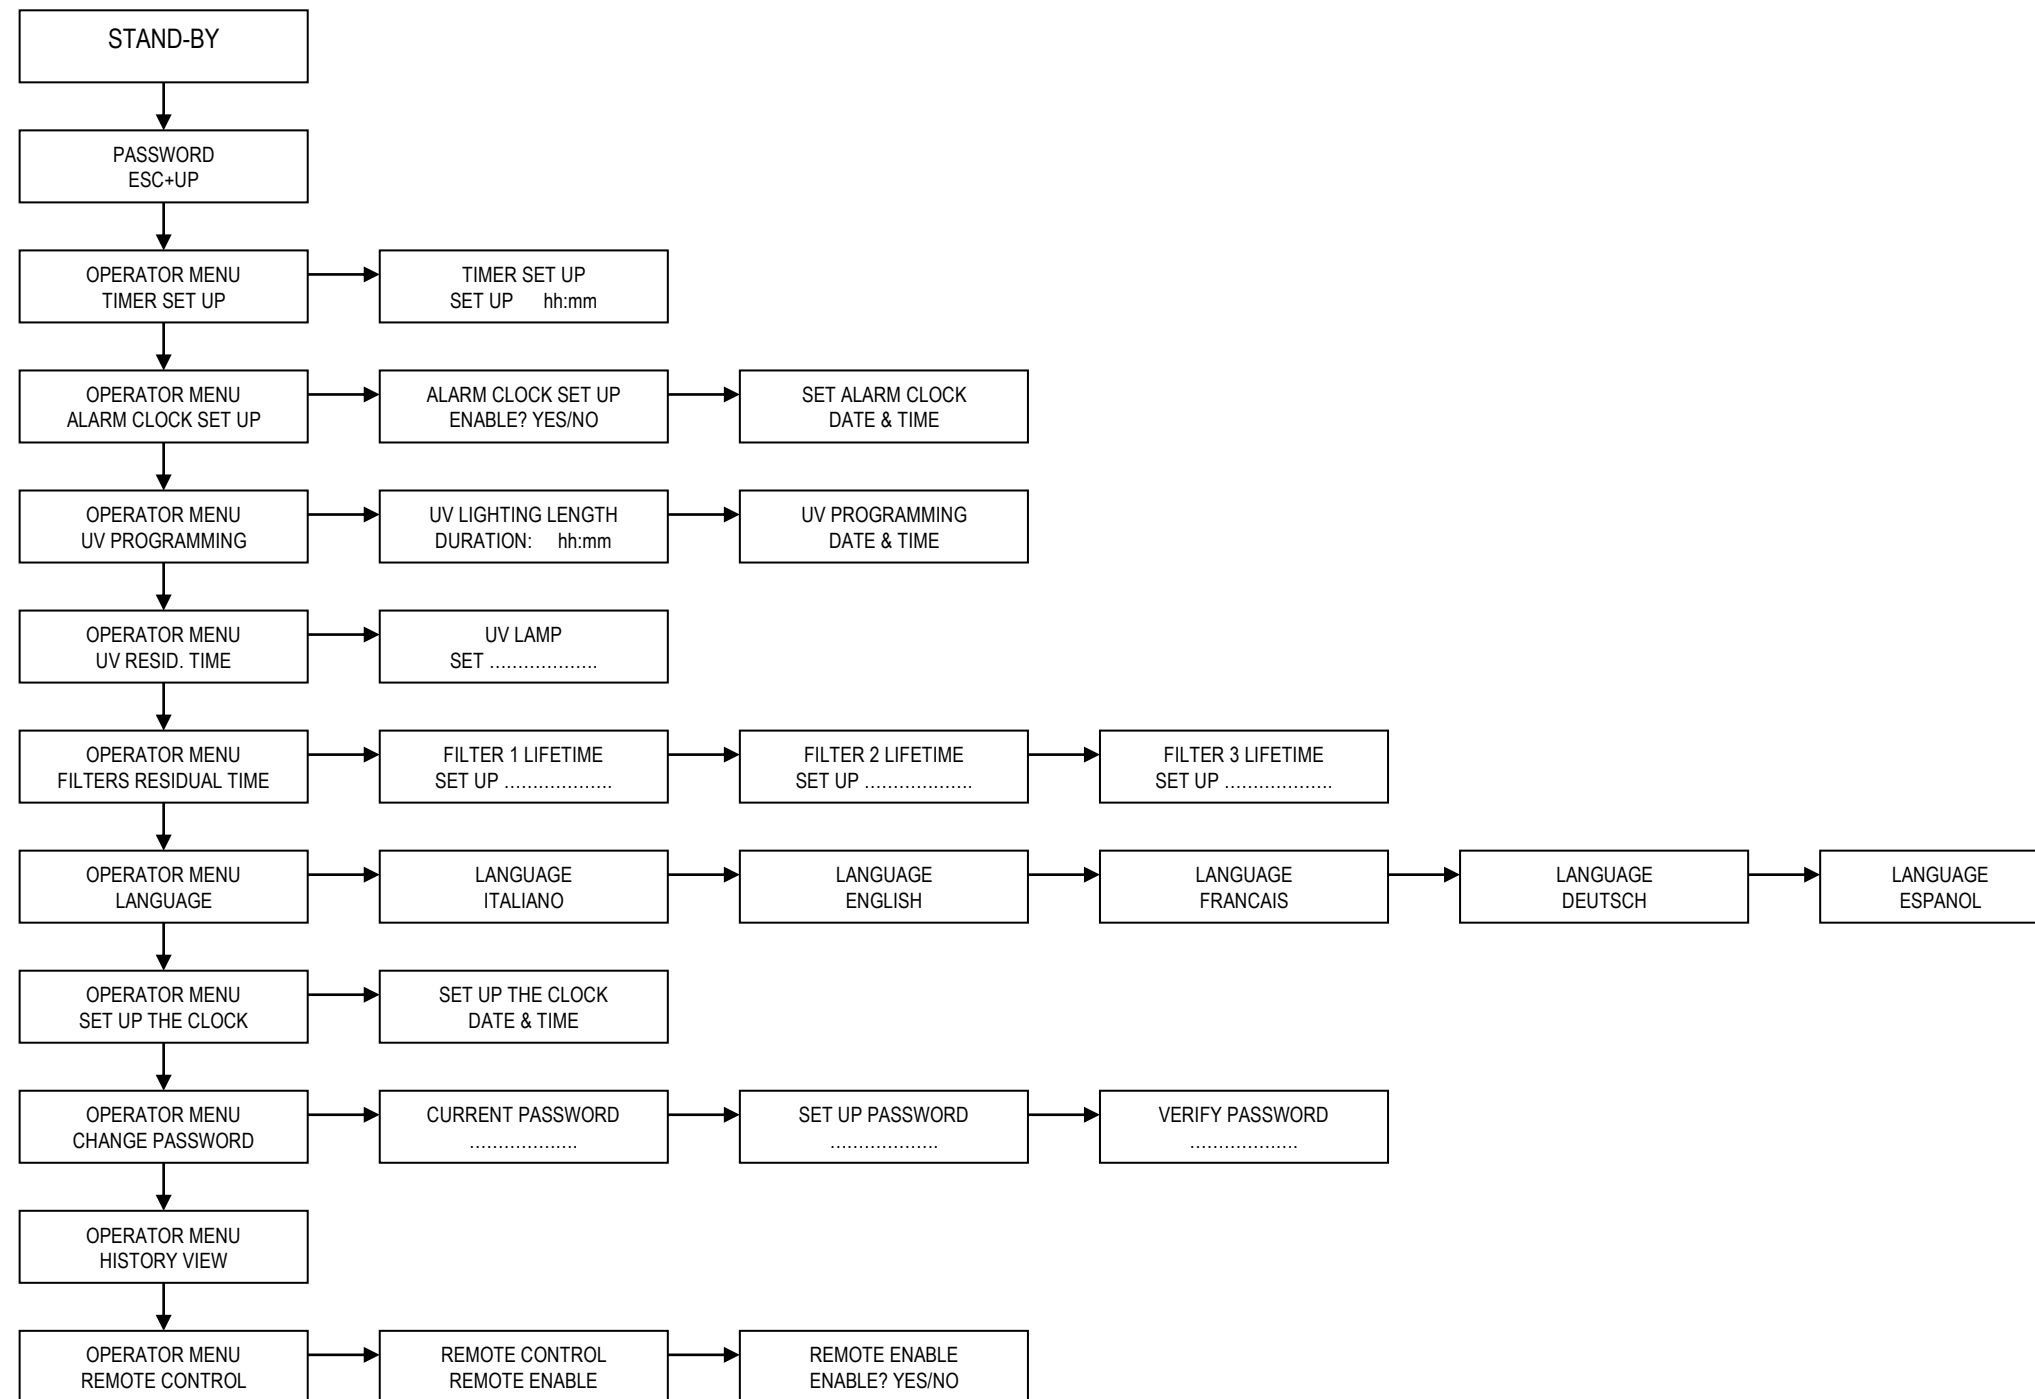 STAND-BY
PASSWORD
ESC+UP
OPERATOR MENU
TIMER SET UP
TIMER SET UP
SET UP hh:mm
OPERATOR MENU
ALARM CLOCK SET UP
ALARM CLOCK SET UP
ENABLE? YES/NO
SET ALARM CLOCK
DATE & TIME
OPERATOR MENU
UV PROGRAMMING
UV LIGHTING LENGTH
DURATION: hh:mm
UV PROGRAMMING
DATE & TIME
OPERATOR MENU
UV RESID. TIME
UV LAMP
SET ...................
OPERATOR MENU
FILTERS RESIDUAL TIME
FILTER 1 LIFETIME
SET UP ...................
FILTER 2 LIFETIME
SET UP ...................
FILTER 3 LIFETIME
SET UP ...................
OPERATOR MENU
LANGUAGE
LANGUAGE
ITALIANO
LANGUAGE
ENGLISH
LANGUAGE
FRANCAIS
LANGUAGE
DEUTSCH
LANGUAGE
ESPANOL
OPERATOR MENU
SET UP THE CLOCK
SET UP THE CLOCK
DATE & TIME
OPERATOR MENU
CHANGE PASSWORD
CURRENT PASSWORD
...................
SET UP PASSWORD
...................
VERIFY PASSWORD
...................
OPERATOR MENU
HISTORY VIEW
OPERATOR MENU
REMOTE CONTROL
REMOTE CONTROL
REMOTE ENABLE
REMOTE ENABLE
ENABLE? YES/NO